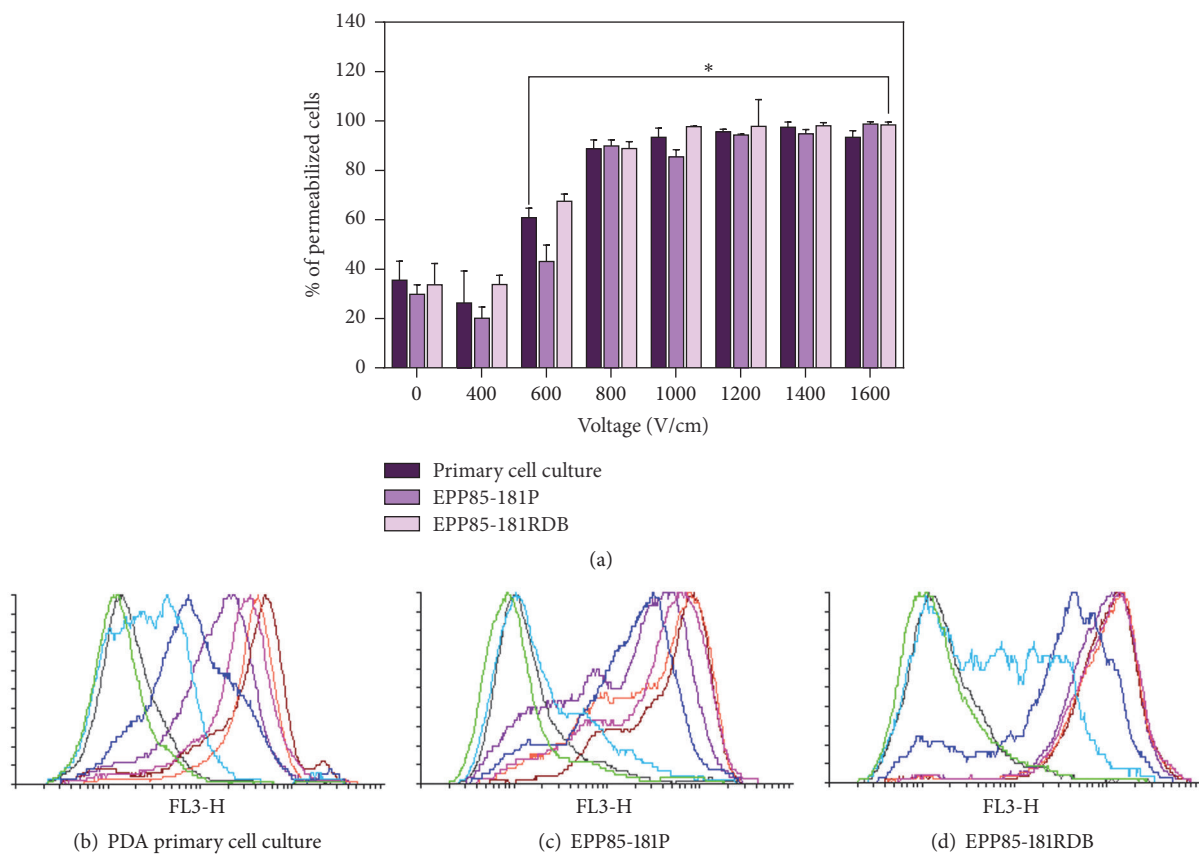 140
120
100
80
60
40
20
0
% of permeabilized cells
*
0 400 600 800 1000 1200 1400 1600
Voltage (V/cm)
Primary cell culture
EPP85-181P
EPP85-181RDB
(a)
FL3-H FL3-H FL3-H
(b) PDA primary cell culture (c) EPP85-181P (d) EPP85-181RDB